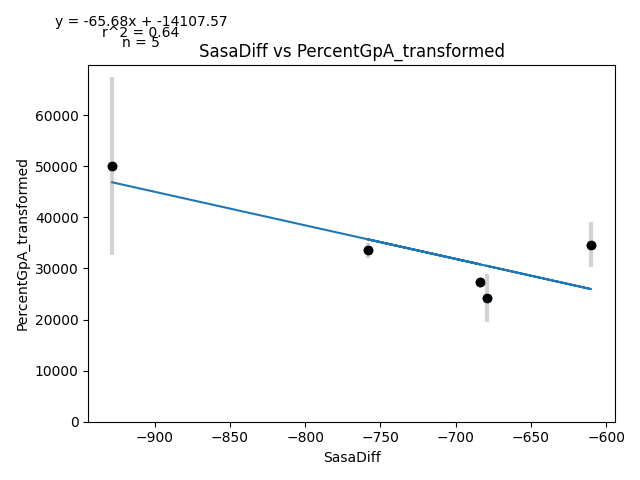 y = -65.68x + -14107.57
r^2 = 0.64
n = 5
SasaDiff vs PercentGpA_transformed
PercentGpA_transformed
60000
50000
40000
30000
20000
10000
0
−900 −850 −800 −750 −700 −650 −600
SasaDiff